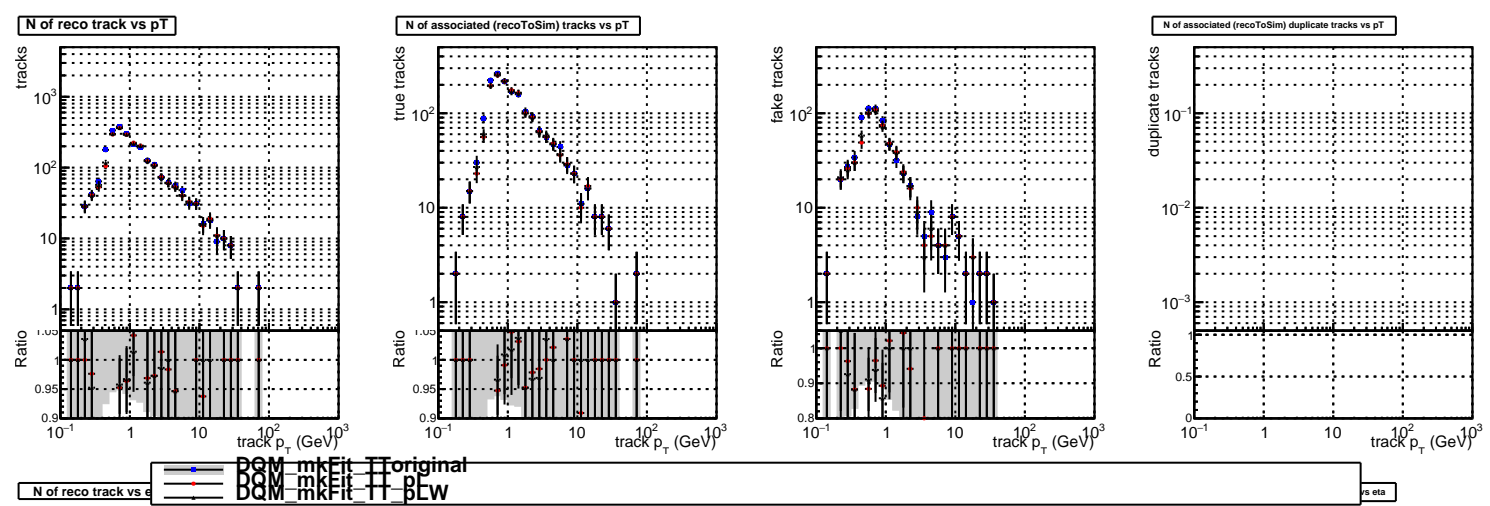 N of reco track vs pT
N of associated (recoToSim) tracks vs pT
N of associated (recoToSim) duplicate tracks vs pT
tracks
10³
10²
10
1
Ratio
1.05
1
0.95
0.9
10⁻¹ 1 10 10² 10³
track p_T (GeV)
true tracks
10²
10
1
Ratio
1.05
1
0.95
0.9
10⁻¹ 1 10 10² 10³
track p_T (GeV)
fake tracks
10²
10
1
Ratio
1
0.9
0.8
10⁻¹ 1 10 10² 10³
track p_T (GeV)
duplicate tracks
10⁻¹
10⁻²
10⁻³
Ratio
1
0.5
0
10⁻¹ 1 10 10² 10³
track p_T (GeV)
DQM_mkFit_TToriginal
DQM_mkFit_TT_pL
DQM_mkFit_TT_pLW
N of reco track vs e
vs eta